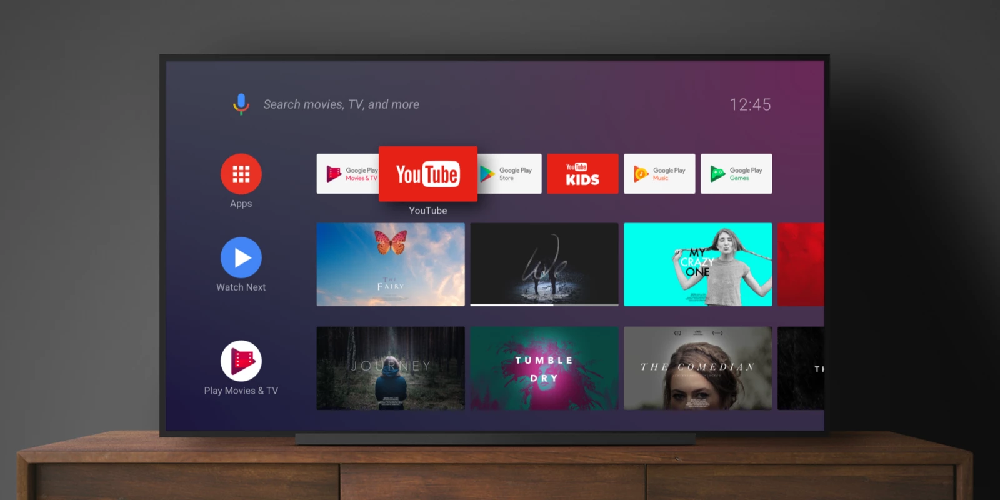 Search movies, TV, and more
12:45
Google Play
Movies & TV
YouTube
Google Play
Store
YouTube
KIDS
Google Play
Music
Google Play
Games
YouTube
Apps
THE
FAIRY
We
MY
CRAZY
ONE
Watch Next
JOURNEY
TUMBLE
DRY
THE COMEDIAN
Play Movies & TV